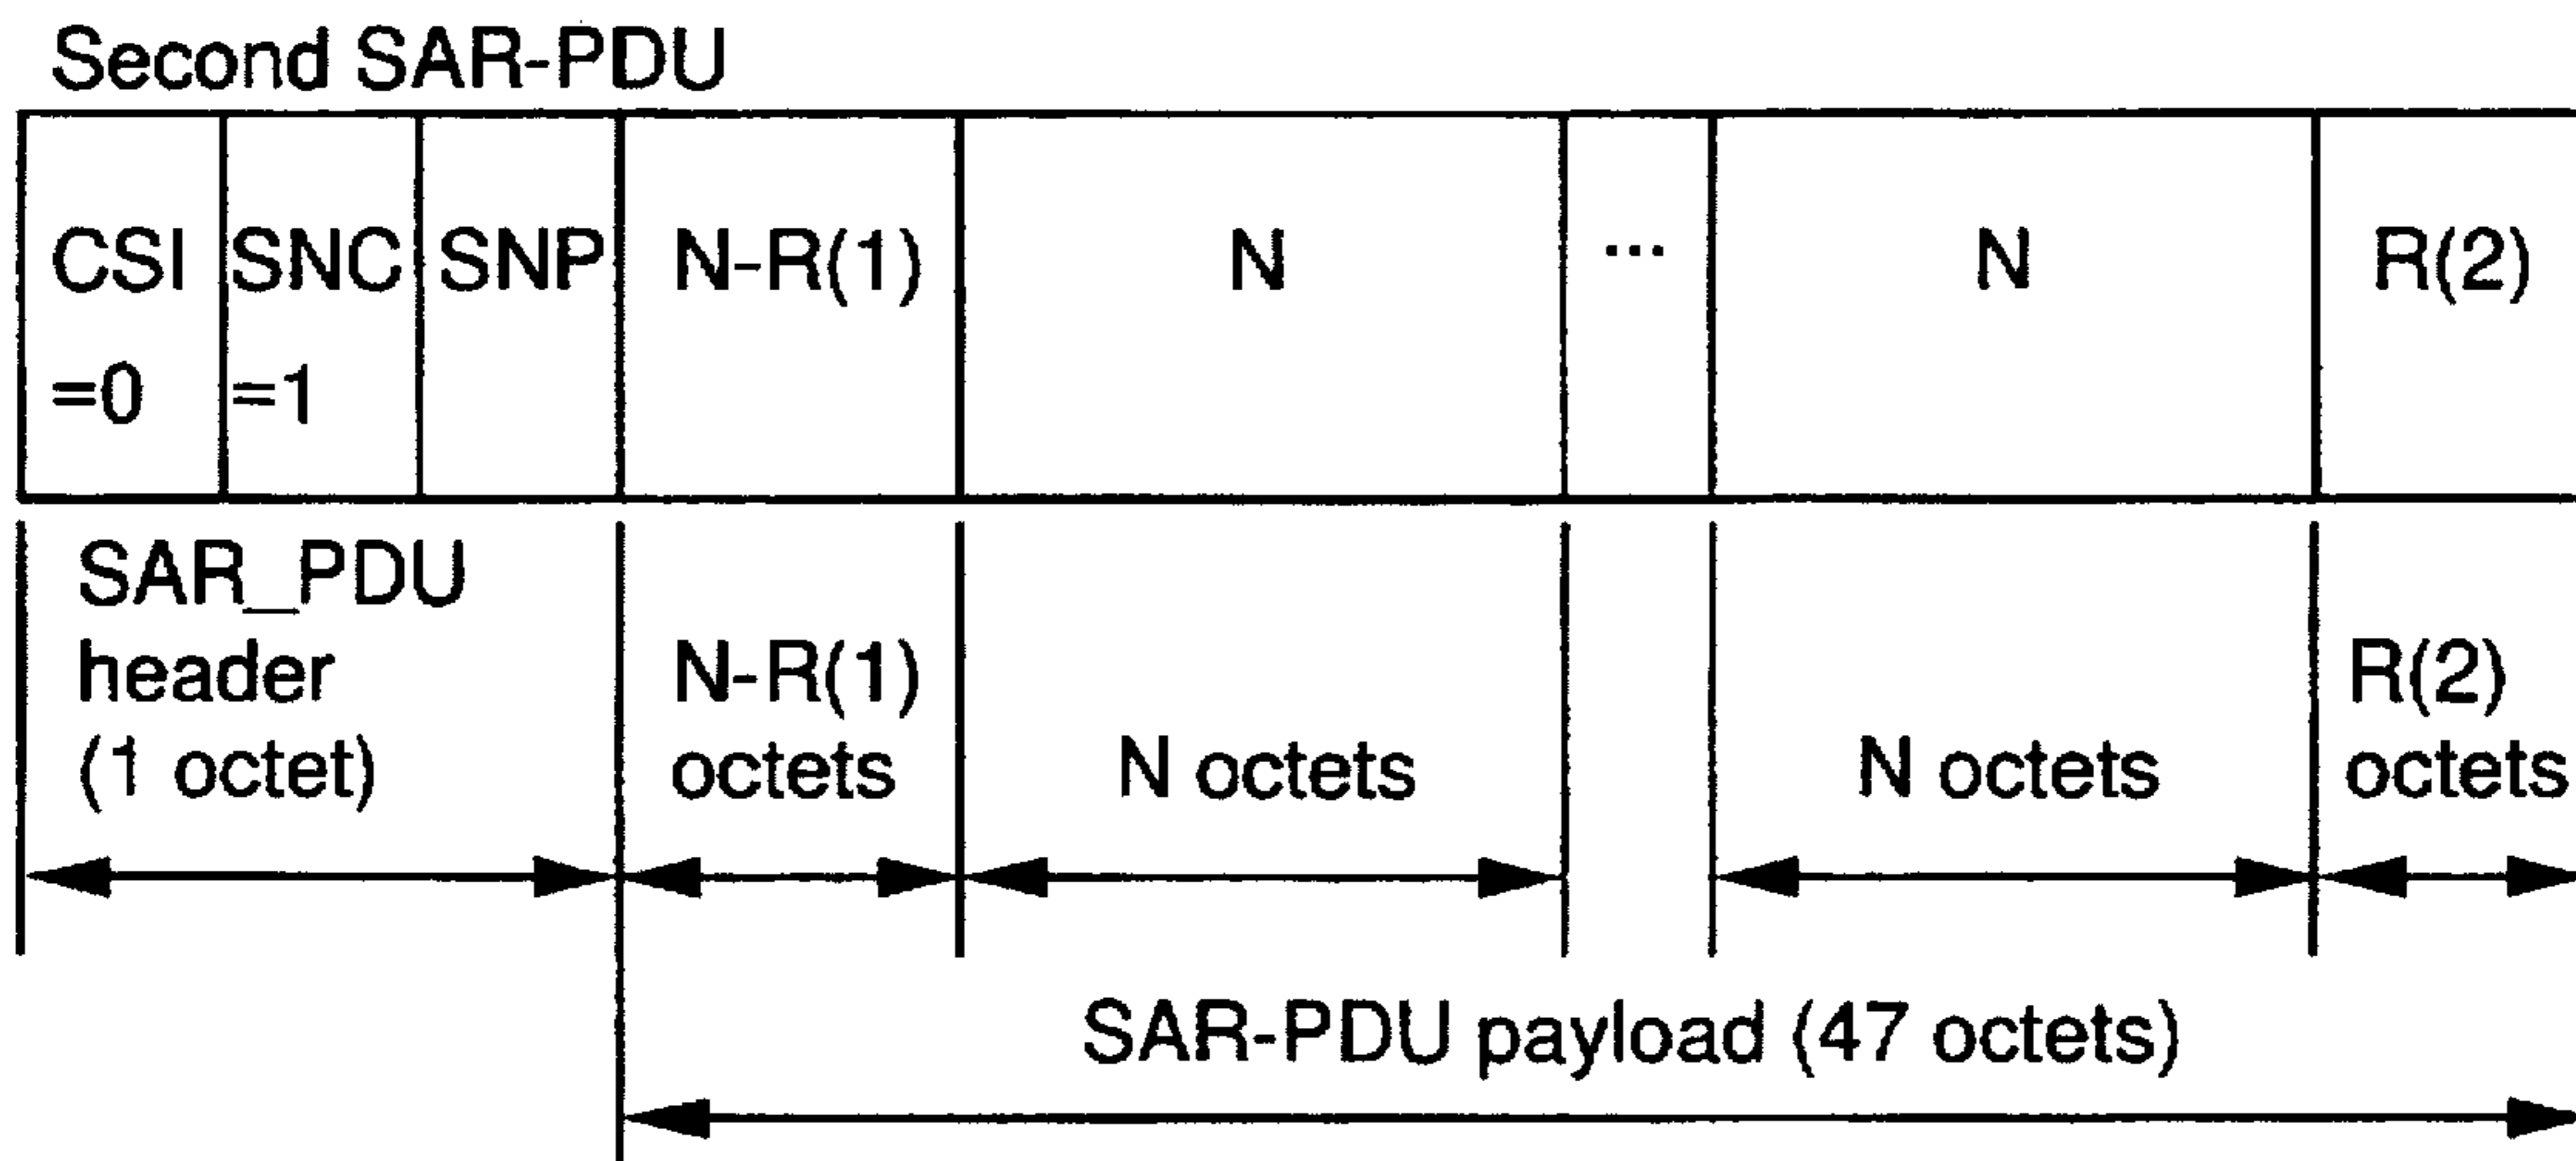 Second SAR-PDU
CSI SNC SNP N-R(1) N ... N R(2)
=0 =1
SAR_PDU
header
(1 octet)
N-R(1)
octets
N octets
N octets
R(2)
octets
SAR-PDU payload (47 octets)